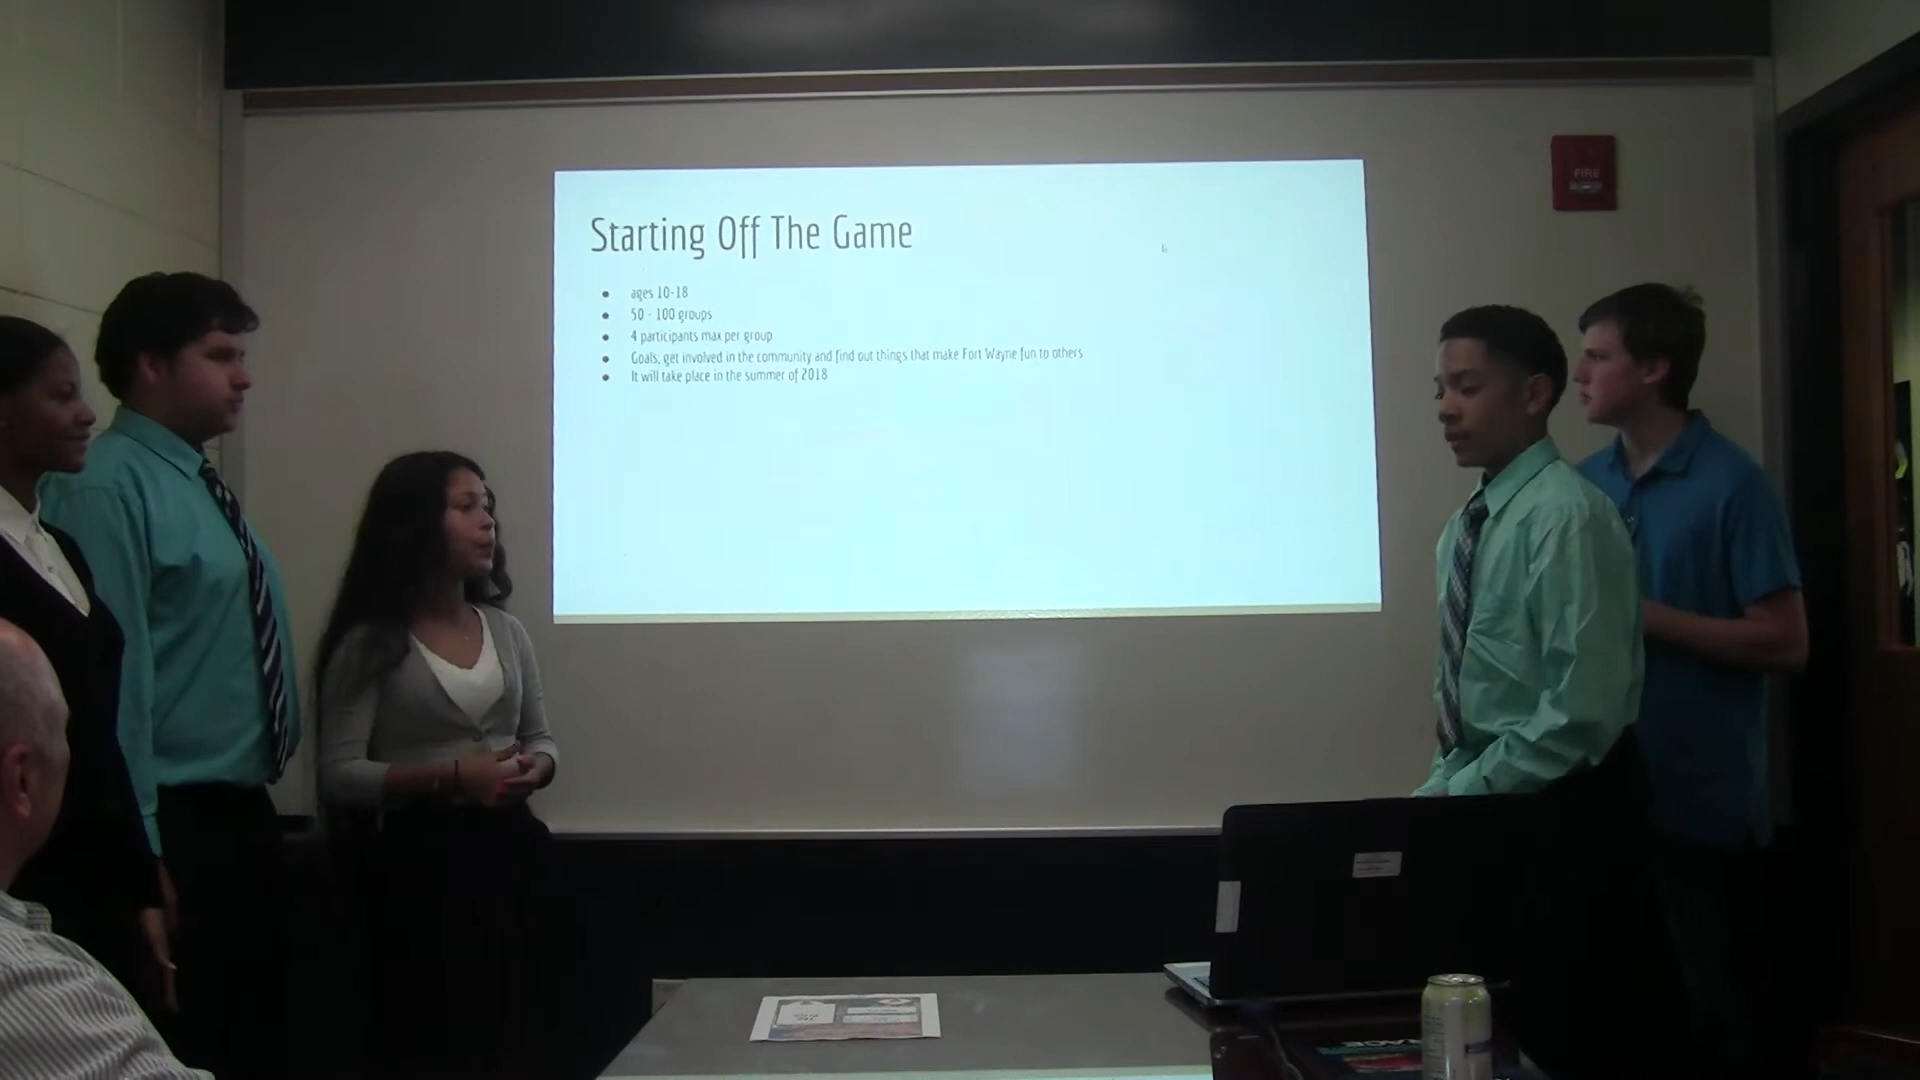 Starting Off The Game
• ages 10-18
• 50 - 100 groups
• 4 participants max per group
• Goals; get involved in the community and find out things that make Fort Wayne fun to others
• It will take place in the summer of 2018
FIRE